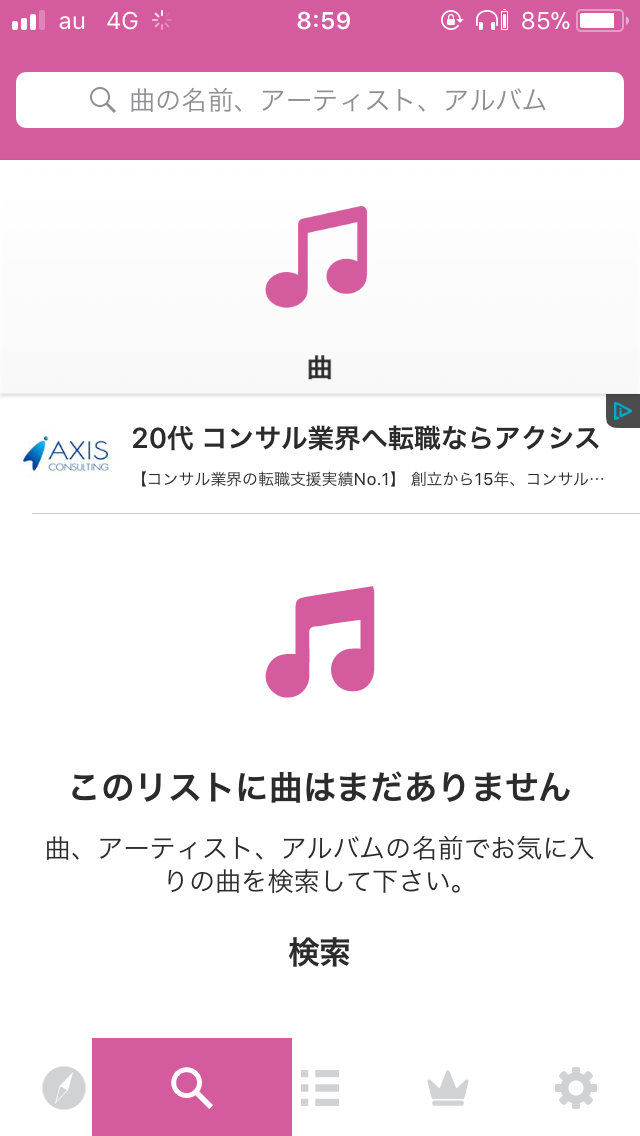 au 4G 8:59 85%
曲の名前、アーティスト、アルバム
曲
AXIS
CONSULTING
20代 コンサル業界へ転職ならアクシス
【コンサル業界の転職支援実績No.1】 創立から15年、コンサル…
このリストに曲はまだありません
曲、アーティスト、アルバムの名前でお気に入
りの曲を検索して下さい。
検索